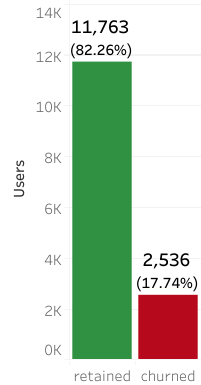 14K
11,763
(82.26%)
12K
10K
8K
Users
6K
2,536
4K
(17.74%)
2K
0K
retained churned